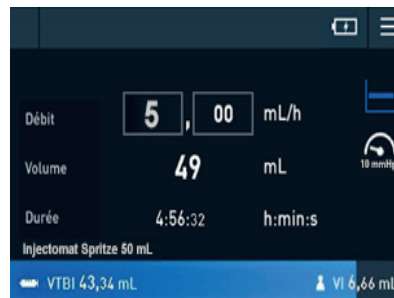 Débit 5,00 mL/h
Volume 49 mL
10 mmHg
Durée 4:56:32 h:min:s
Injectomat Spritze 50 mL
VTBI 43,34 mL VI 6,66 mL